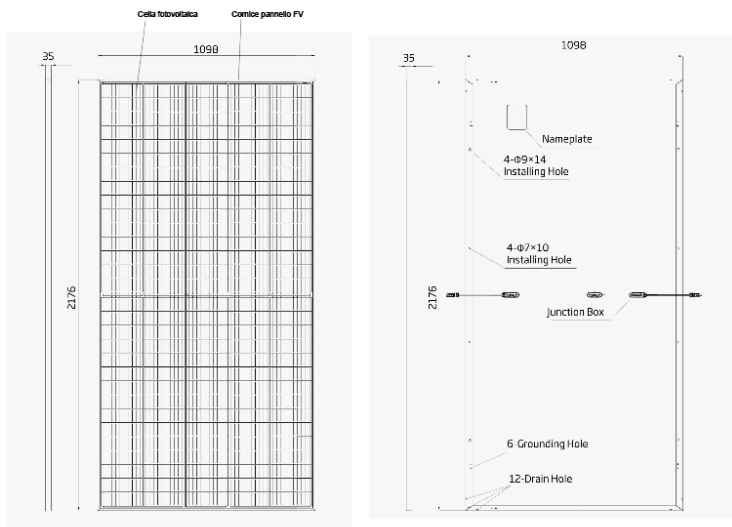 Cella fotovoltaica
Cornice pannello FV
35
1098
2176
35
1098
Nameplate
4-Φ9×14
Installing Hole
4-Φ7×10
Installing Hole
2176
Junction Box
6-Grounding Hole
12-Drain Hole